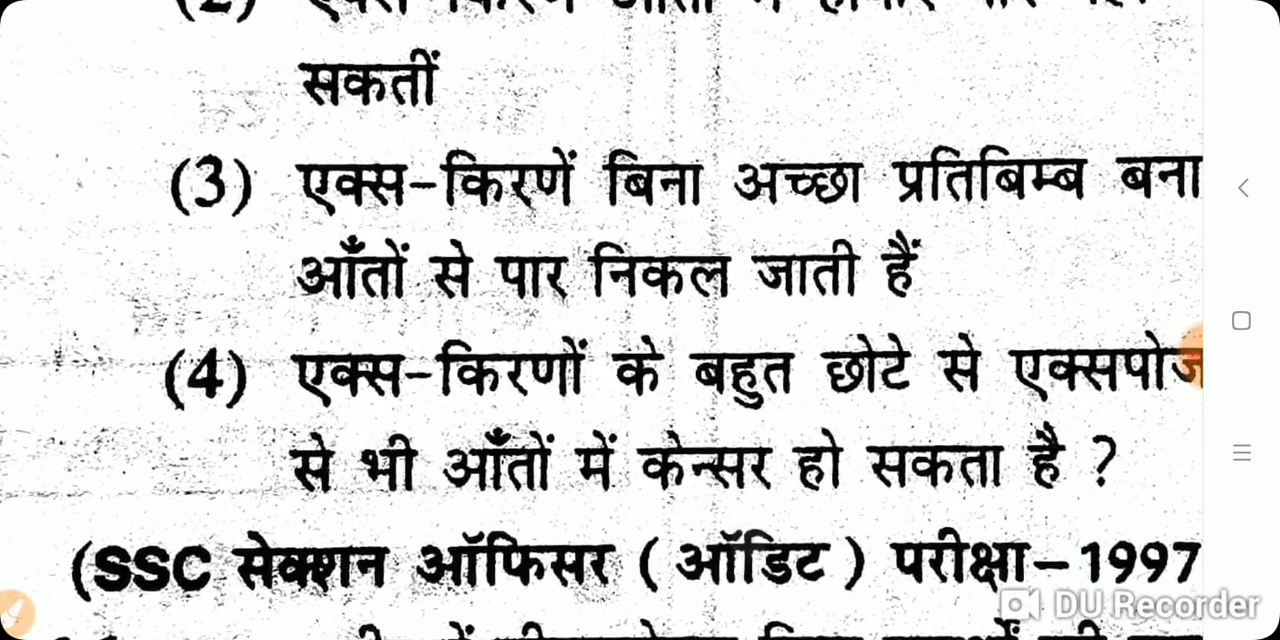 सकतीं
(3) एक्स-किरणें बिना अच्छा प्रतिबिम्ब बना
आँतों से पार निकल जाती हैं
(4) एक्स-किरणों के बहुत छोटे से एक्सपोज
से भी आँतों में केन्सर हो सकता है ?
(SSC सेक्शन ऑफिसर (ऑडिट) परीक्षा-1997
DU Recorder